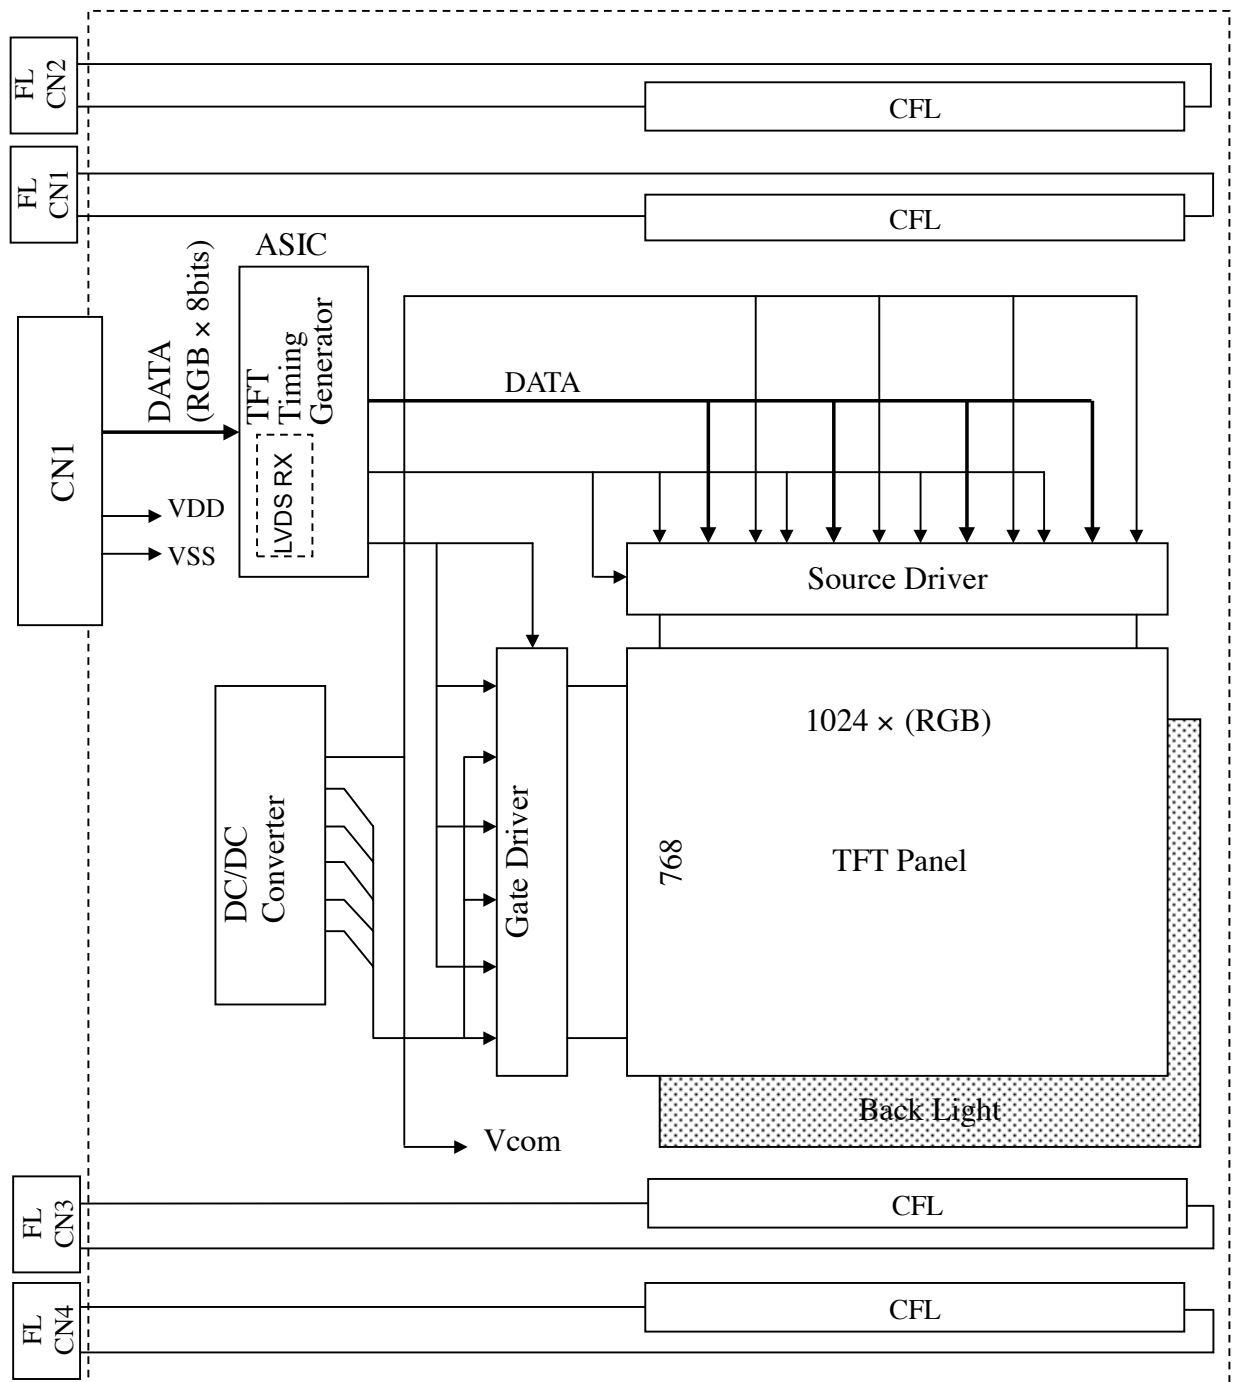 FL
CN2
CFL
FL
CN1
CFL
ASIC
DATA
(RGB × 8bits)
TFT
Timing
Generator
LVDS RX
CN1
DATA
VDD
VSS
Source Driver
1024 × (RGB)
768
TFT Panel
DC/DC
Converter
Gate Driver
Back Light
Vcom
FL
CN3
CFL
FL
CN4
CFL